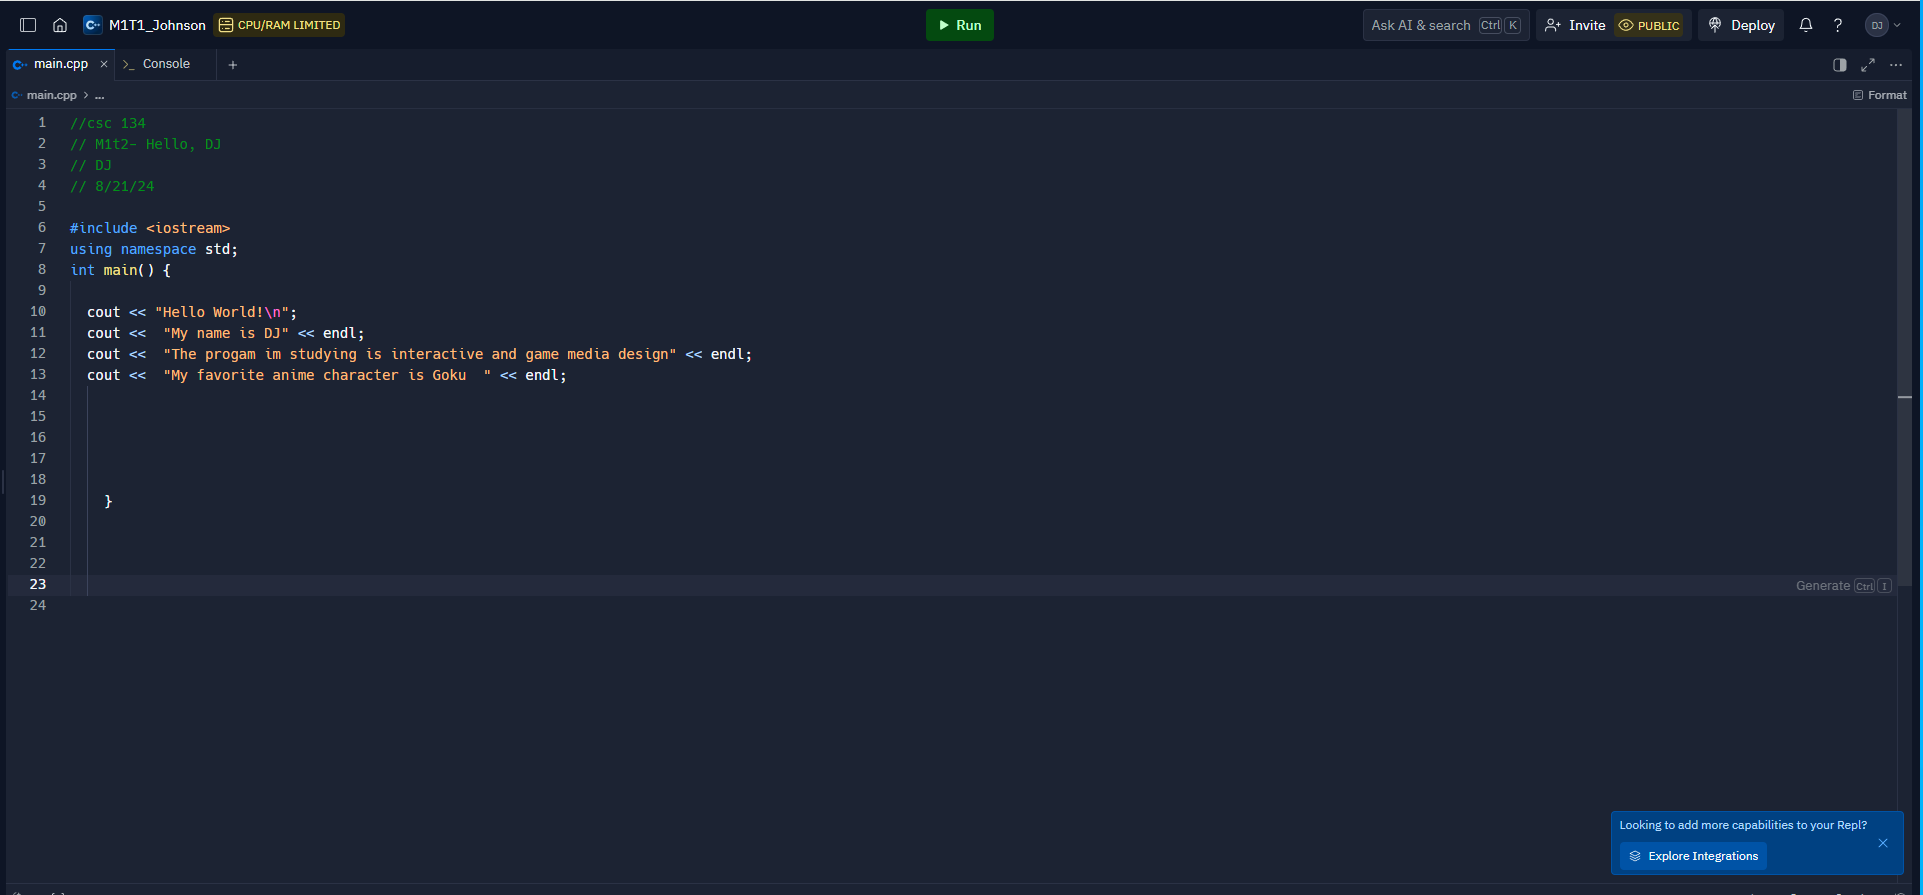 M1T1_Johnson CPU/RAM LIMITED Run Ask AI & search Ctrl K Invite PUBLIC Deploy ? DJ
main.cpp × >_ Console +
main.cpp > ... Format
1 //csc 134
2 // M1t2- Hello, DJ
3 // DJ
4 // 8/21/24
5
6 #include <iostream>
7 using namespace std;
8 int main() {
9
10 cout << "Hello World!\n";
11 cout <<  "My name is DJ" << endl;
12 cout <<  "The progam im studying is interactive and game media design" << endl;
13 cout <<  "My favorite anime character is Goku  " << endl;
14
15
16
17
18
19 }
20
21
22
23 Generate Ctrl I
24
Looking to add more capabilities to your Repl?
Explore Integrations